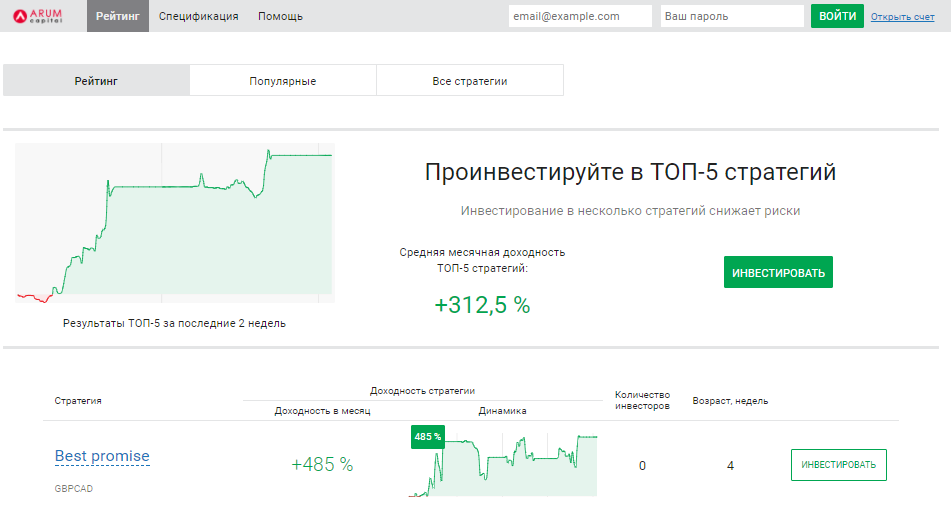 ARUM
capital
Рейтинг
Спецификация
Помощь
email@example.com
Ваш пароль
ВОЙТИ
Открыть счет
Рейтинг
Популярные
Все стратегии
Проинвестируйте в ТОП-5 стратегий
Инвестирование в несколько стратегий снижает риски
Средняя месячная доходность
ТОП-5 стратегий:
+312,5 %
ИНВЕСТИРОВАТЬ
Результаты ТОП-5 за последние 2 недель
Стратегия
Доходность стратегии
Доходность в месяц
Динамика
Количество
инвесторов
Возраст, недель
Best promise
GBPCAD
+485 %
485 %
0
4
ИНВЕСТИРОВАТЬ